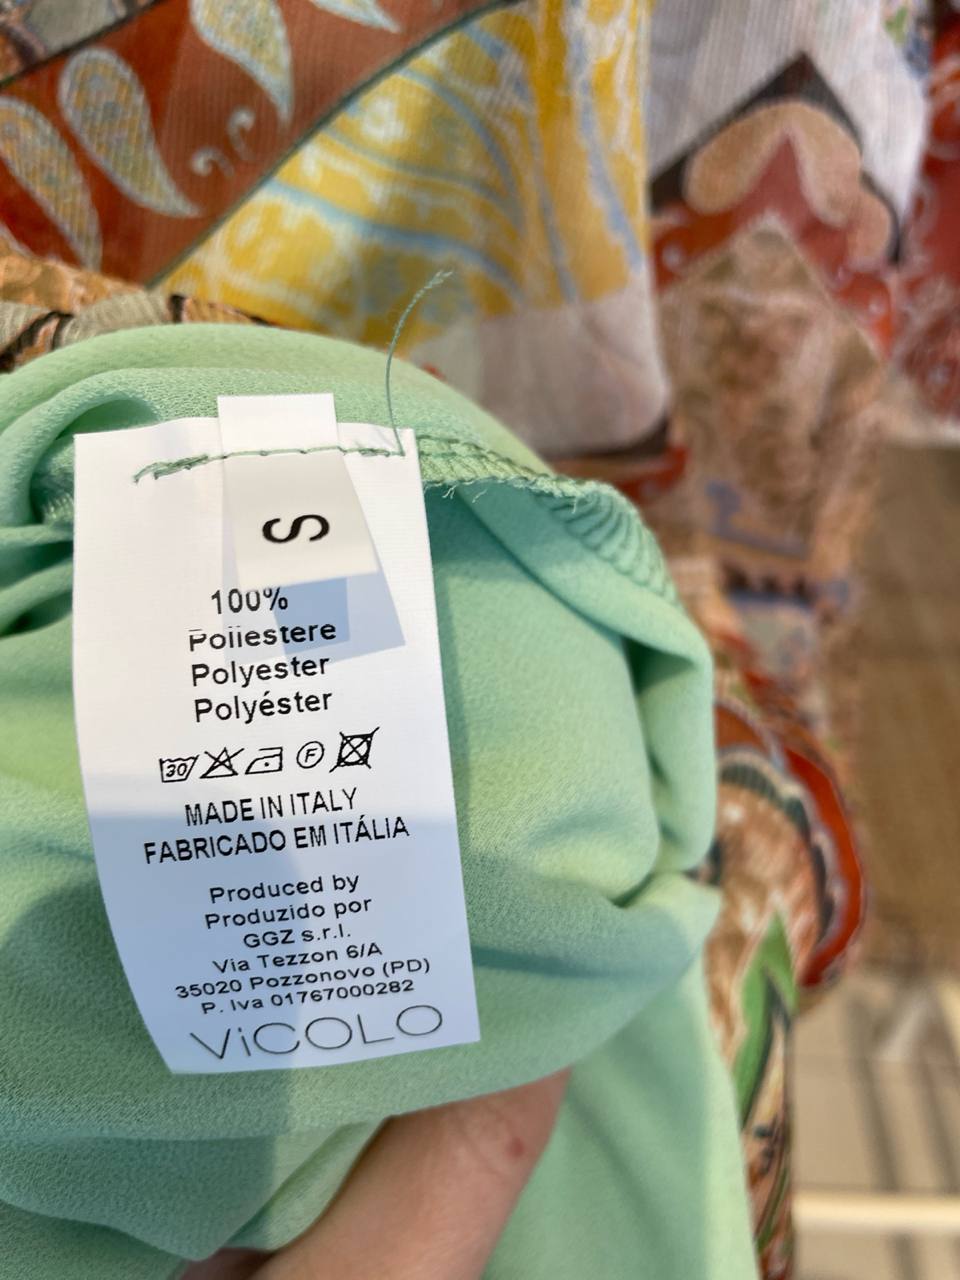 S
100%
Poliestere
Polyester
Polyéster
30 F
MADE IN ITALY
FABRICADO EM ITÁLIA
Produced by
Produzido por
GGZ s.r.l.
Via Tezzon 6/A
35020 Pozzonovo (PD)
P. Iva 01767000282
ViCOLO